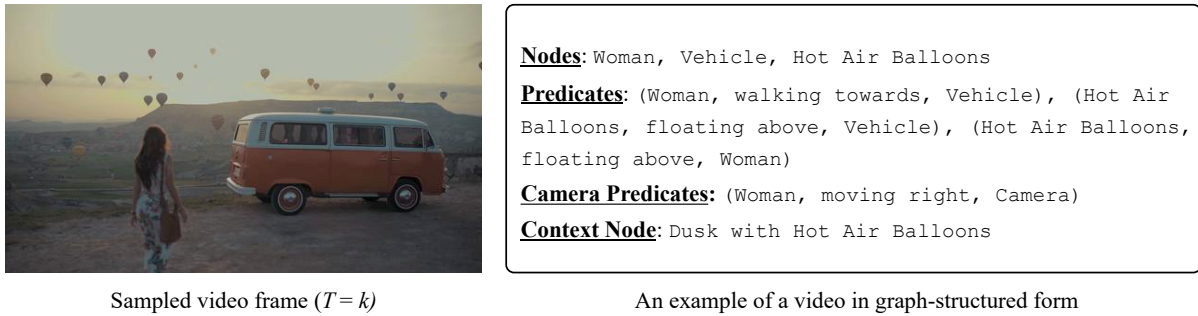 Nodes: Woman, Vehicle, Hot Air Balloons
Predicates: (Woman, walking towards, Vehicle), (Hot Air
Balloons, floating above, Vehicle), (Hot Air Balloons,
floating above, Woman)
Camera Predicates: (Woman, moving right, Camera)
Context Node: Dusk with Hot Air Balloons
Sampled video frame (T = k)
An example of a video in graph-structured form